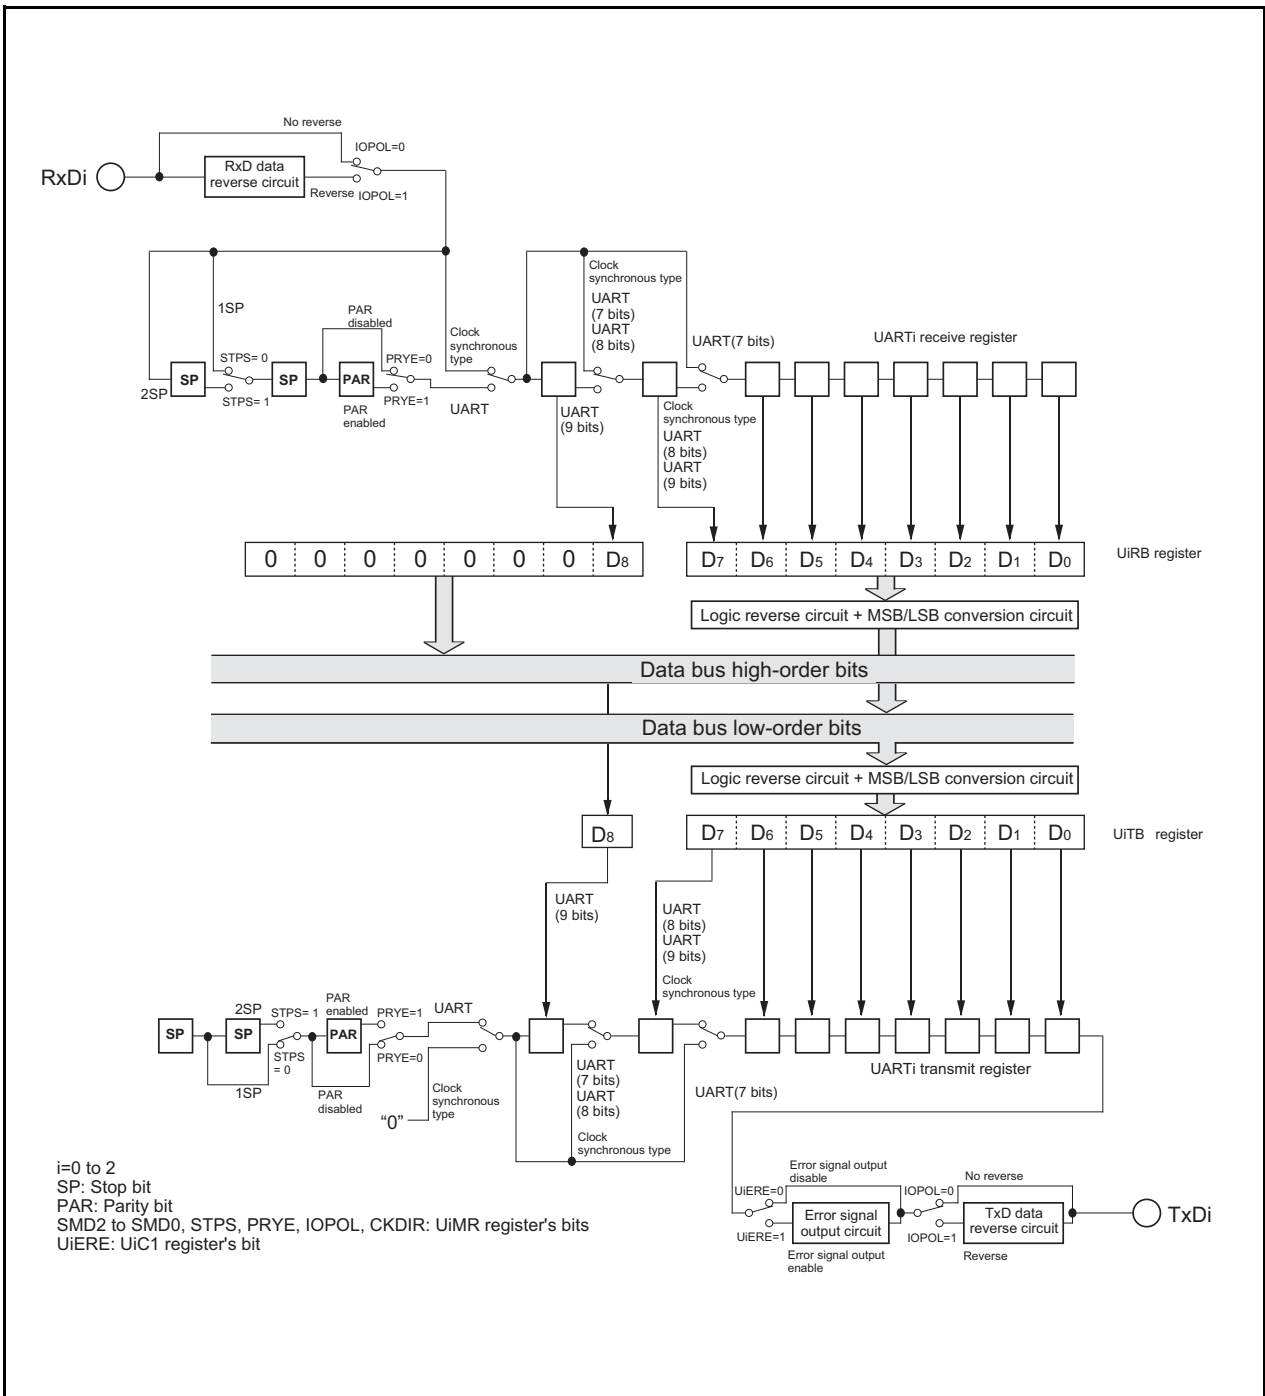 No reverse
IOPOL=0
RxDi
RxD data
reverse circuit
Reverse
IOPOL=1
1SP
PAR
disabled
Clock
synchronous
type
Clock
synchronous type
UART
(7 bits)
UART
(8 bits)
UART(7 bits)
UARTi receive register
2SP
SP
STPS= 0
STPS= 1
SP
PAR
PRYE=0
PRYE=1
PAR
enabled
UART
UART
(9 bits)
Clock
synchronous type
UART
(8 bits)
UART
(9 bits)
0 0 0 0 0 0 0 D8
D7 D6 D5 D4 D3 D2 D1 D0
UiRB register
Logic reverse circuit + MSB/LSB conversion circuit
Data bus high-order bits
Data bus low-order bits
Logic reverse circuit + MSB/LSB conversion circuit
D8
D7 D6 D5 D4 D3 D2 D1 D0
UiTB register
UART
(9 bits)
UART
(8 bits)
UART
(9 bits)
Clock
synchronous type
SP
2SP
SP
1SP
STPS= 1
STPS
= 0
PAR
enabled
PAR
PAR
disabled
PRYE=1
PRYE=0
UART
“0”
Clock
synchronous
type
UART
(7 bits)
UART
(8 bits)
Clock
synchronous type
UART(7 bits)
UARTi transmit register
i=0 to 2
SP: Stop bit
PAR: Parity bit
SMD2 to SMD0, STPS, PRYE, IOPOL, CKDIR: UiMR register's bits
UiERE: UiC1 register's bit
Error signal output
disable
UiERE=0
UiERE=1
Error signal
output circuit
Error signal output
enable
No reverse
IOPOL=0
IOPOL=1
TxD data
reverse circuit
Reverse
TxDi